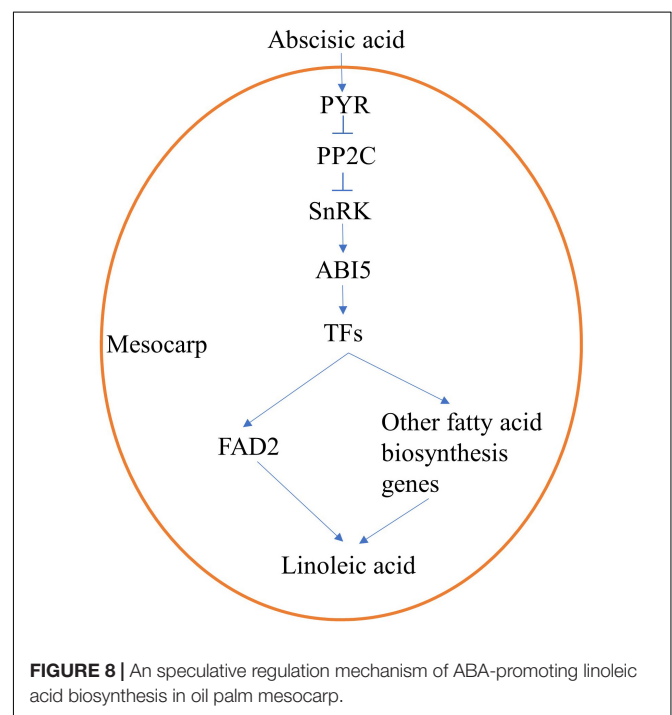 Abscisic acid
PYR
PP2C
SnRK
ABI5
TFs
Mesocarp
FAD2
Other fatty acid
biosynthesis
genes
Linoleic acid
FIGURE 8 | An speculative regulation mechanism of ABA-promoting linoleic
acid biosynthesis in oil palm mesocarp.